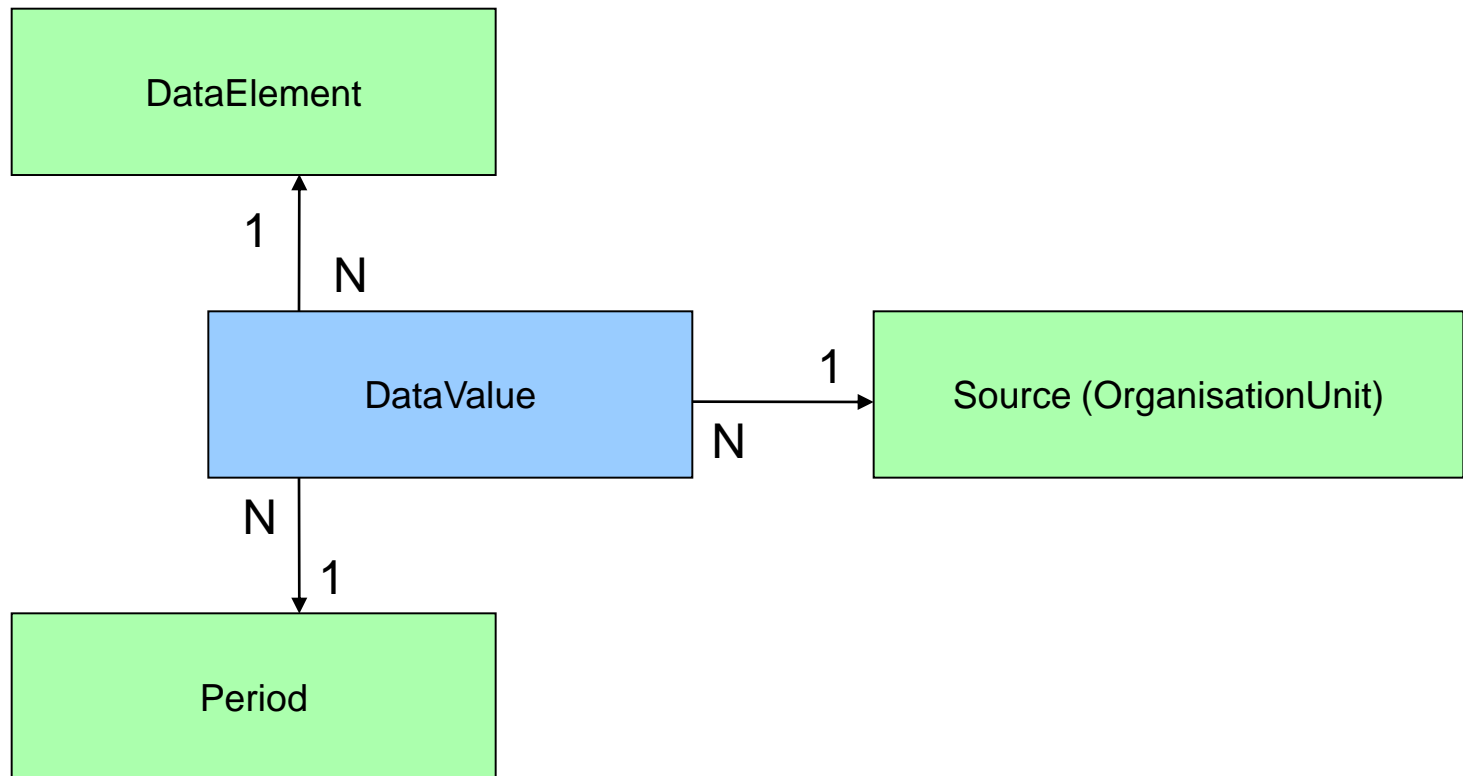 DataElement
1
N
DataValue
1
Source (OrganisationUnit)
N
N
1
Period